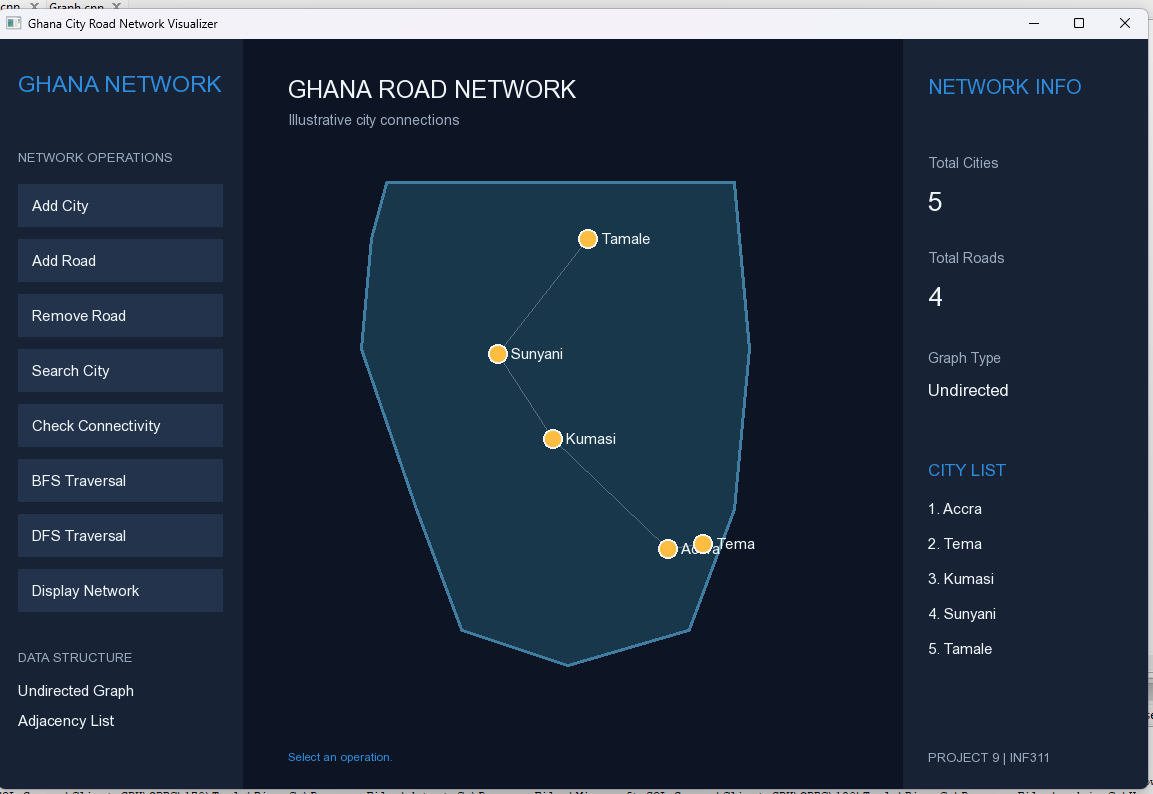 Graph.cpp
Ghana City Road Network Visualizer
GHANA NETWORK
NETWORK OPERATIONS
Add City
Add Road
Remove Road
Search City
Check Connectivity
BFS Traversal
DFS Traversal
Display Network
DATA STRUCTURE
Undirected Graph
Adjacency List
GHANA ROAD NETWORK
Illustrative city connections
Tamale
Sunyani
Kumasi
Accra
Tema
Select an operation.
NETWORK INFO
Total Cities
5
Total Roads
4
Graph Type
Undirected
CITY LIST
1. Accra
2. Tema
3. Kumasi
4. Sunyani
5. Tamale
PROJECT 9 | INF311